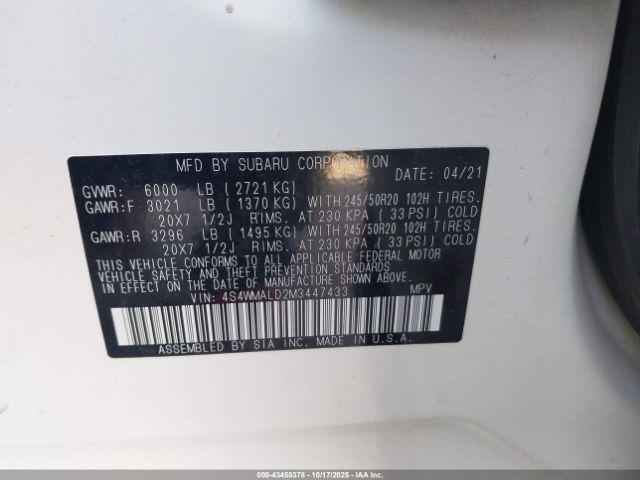 MFD BY SUBARU CORPORATION
DATE: 04/21
GVWR: 6000 LB ( 2721 KG)
GAWR:F 3021 LB ( 1370 KG) WITH 245/50R20 102H TIRES.
20X7 1/2J RIMS. AT 230 KPA ( 33 PSI) COLD
GAWR:R 3296 LB ( 1495 KG) WITH 245/50R20 102H TIRES.
20X7 1/2J RIMS. AT 230 KPA ( 33 PSI) COLD
THIS VEHICLE CONFORMS TO ALL APPLICABLE FEDERAL MOTOR
VEHICLE SAFETY AND THEFT PREVENTION STANDARDS
IN EFFECT ON THE DATE OF MANUFACTURE SHOWN ABOVE.
VIN: 4S4WMALD2M3447433 MPV
ASSEMBLED BY SIA INC. MADE IN U.S.A.
000-43458378 - 10/17/2025 - IAAI.com